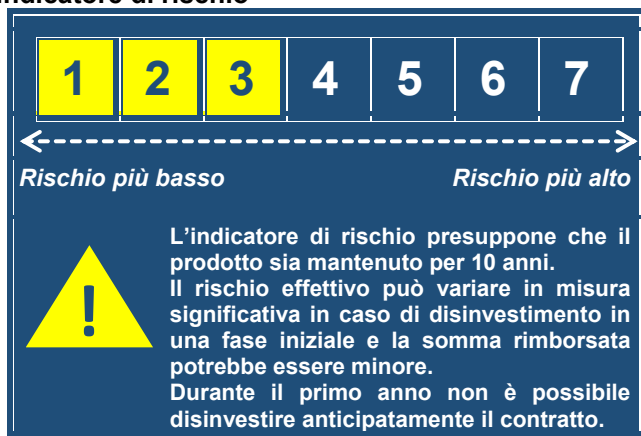 Indicatore di rischio
1 2 3 4 5 6 7
Rischio più basso Rischio più alto
!
L'indicatore di rischio presuppone che il
prodotto sia mantenuto per 10 anni.
Il rischio effettivo può variare in misura
significativa in caso di disinvestimento in
una fase iniziale e la somma rimborsata
potrebbe essere minore.
Durante il primo anno non è possibile
disinvestire anticipatamente il contratto.